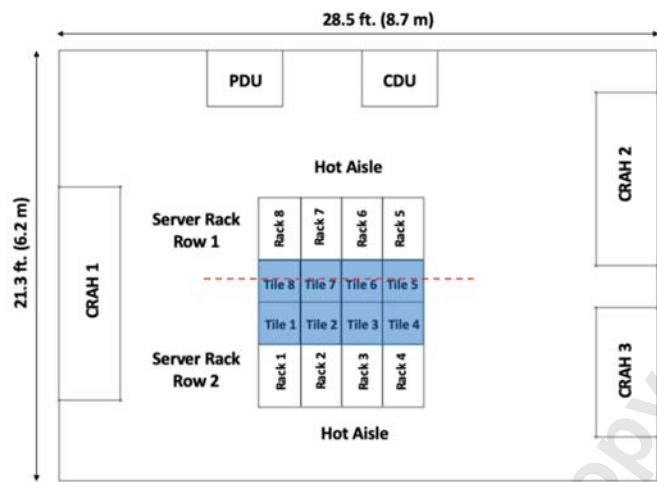 28.5 ft. (8.7 m)
21.3 ft. (6.2 m)
PDU
CDU
Hot Aisle
CRAH 2
Server Rack
Row 1
Rack 8
Rack 7
Rack 6
Rack 5
CRAH 1
Tile 8
Tile 7
Tile 6
Tile 5
Tile 1
Tile 2
Tile 3
Tile 4
Server Rack
Row 2
Rack 1
Rack 2
Rack 3
Rack 4
CRAH 3
Hot Aisle
opy